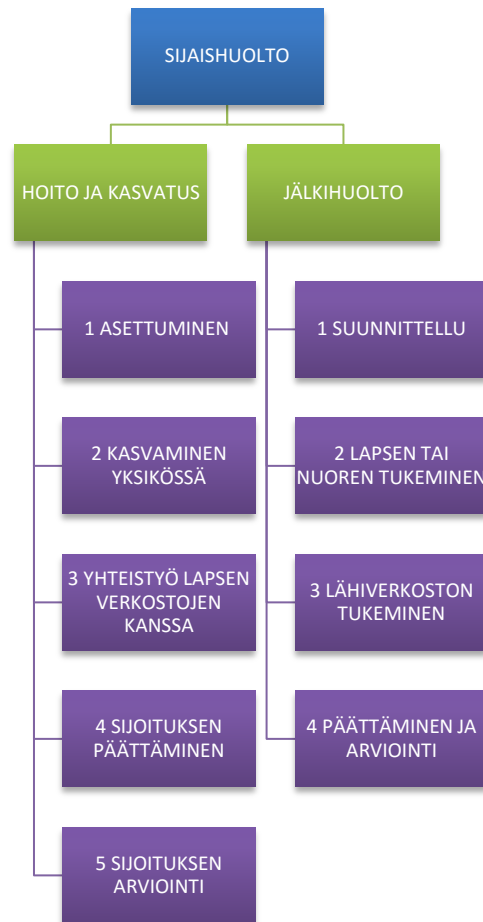 SIJAISHUOLTO
HOITO JA KASVATUS
1 ASETTUMINEN
2 KASVAMINEN
YKSIKÖSSÄ
3 YHTEISTYÖ LAPSEN
VERKOSTOJEN
KANSSA
4 SIJOITUKSEN
PÄÄTTÄMINEN
5 SIJOITUKSEN
ARVIOINTI
JÄLKIHUOLTO
1 SUUNNITTELLU
2 LAPSEN TAI
NUOREN TUKEMINEN
3 LÄHIVERKOSTON
TUKEMINEN
4 PÄÄTTÄMINEN JA
ARVIOINTI